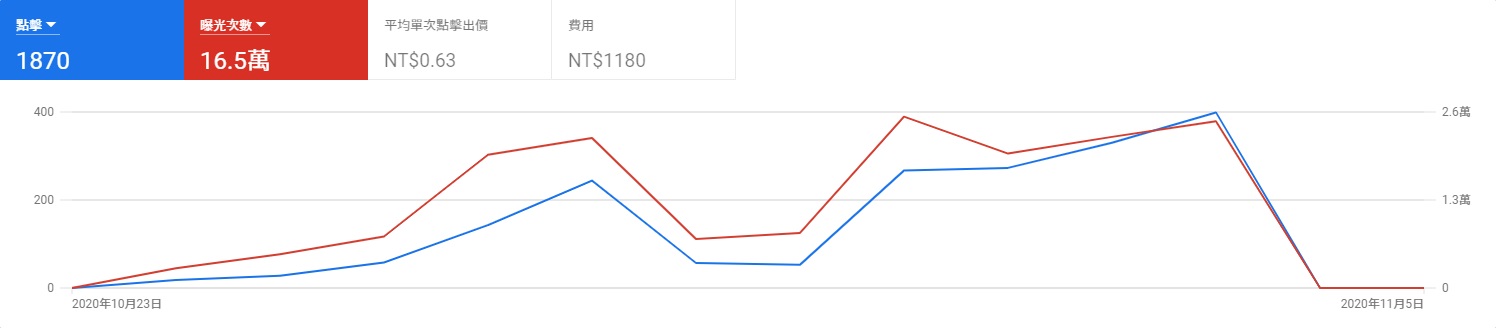 點擊
曝光次數
平均單次點擊出價
費用
1870
16.5萬
NT$0.63
NT$1180
400
2.6萬
200
1.3萬
0
0
2020年10月23日
2020年11月5日